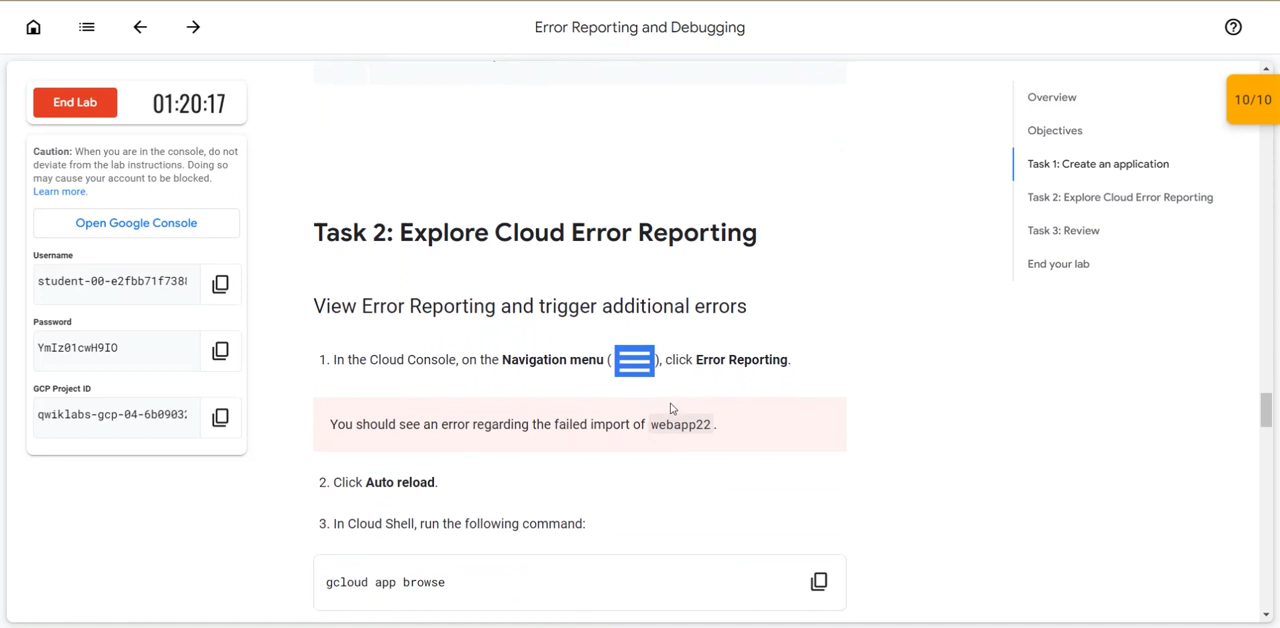 Error Reporting and Debugging
End Lab
01:20:17
Caution: When you are in the console, do not
deviate from the lab instructions. Doing so
may cause your account to be blocked.
Learn more.
Open Google Console
Username
student-00-e2fbb71f738
Password
YmIz01cwH9IO
GCP Project ID
qwiklabs-gcp-04-6b0903
Task 2: Explore Cloud Error Reporting
View Error Reporting and trigger additional errors
1. In the Cloud Console, on the Navigation menu ( ), click Error Reporting.
You should see an error regarding the failed import of webapp22 .
2. Click Auto reload.
3. In Cloud Shell, run the following command:
gcloud app browse
Overview
Objectives
Task 1: Create an application
Task 2: Explore Cloud Error Reporting
Task 3: Review
End your lab
10/10